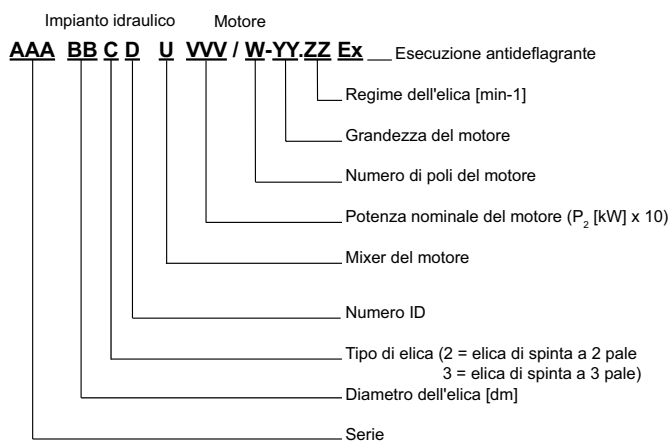 Impianto idraulico Motore
AAA BB C D U VVV / W-YY.ZZ Ex Esecuzione antideflagrante
Regime dell'elica [min-1]
Grandezza del motore
Numero di poli del motore
Potenza nominale del motore (P₂ [kW] x 10)
Mixer del motore
Numero ID
Tipo di elica (2 = elica di spinta a 2 pale
3 = elica di spinta a 3 pale)
Diametro dell'elica [dm]
Serie